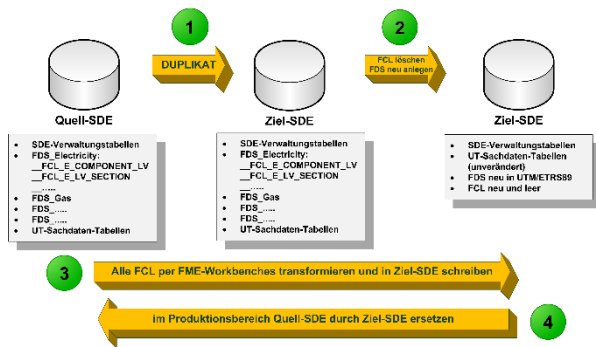 1
2
DUPLIKAT
FCL löschen
FDS neu anlegen
Quell-SDE
Ziel-SDE
Ziel-SDE
• SDE-Verwaltungstabellen
• FDS_Electricity:
__FCL_E_COMPONENT_LV
__FCL_E_LV_SECTION
__.....
• FDS_Gas
• FDS_.....
• FDS_.....
• UT-Sachdaten-Tabellen
• SDE-Verwaltungstabellen
• FDS_Electricity:
__FCL_E_COMPONENT_LV
__FCL_E_LV_SECTION
__.....
• FDS_Gas
• FDS_.....
• FDS_.....
• UT-Sachdaten-Tabellen
• SDE-Verwaltungstabellen
• UT-Sachdaten-Tabellen
(unverändert)
• FDS neu in UTM/ETRS89
• FCL neu und leer
3
Alle FCL per FME-Workbenches transformieren und in Ziel-SDE schreiben
im Produktionsbereich Quell-SDE durch Ziel-SDE ersetzen
4